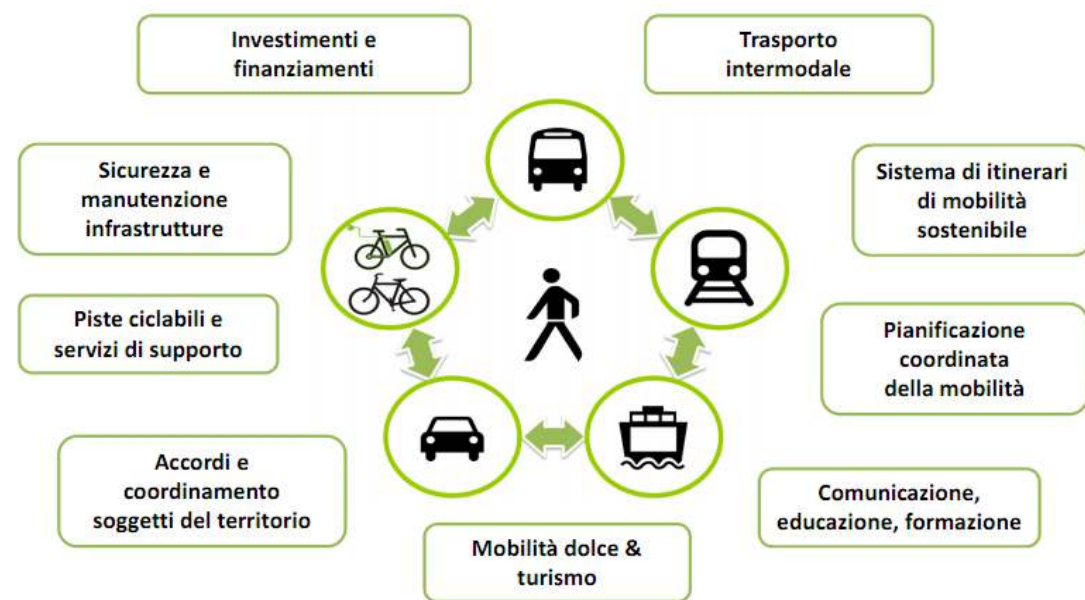 Investimenti e
finanziamenti
Trasporto
intermodale
Sicurezza e
manutenzione
infrastrutture
Sistema di itinerari
di mobilità
sostenibile
Piste ciclabili e
servizi di supporto
Pianificazione
coordinata
della mobilità
Accordi e
coordinamento
soggetti del territorio
Comunicazione,
educazione, formazione
Mobilità dolce &
turismo